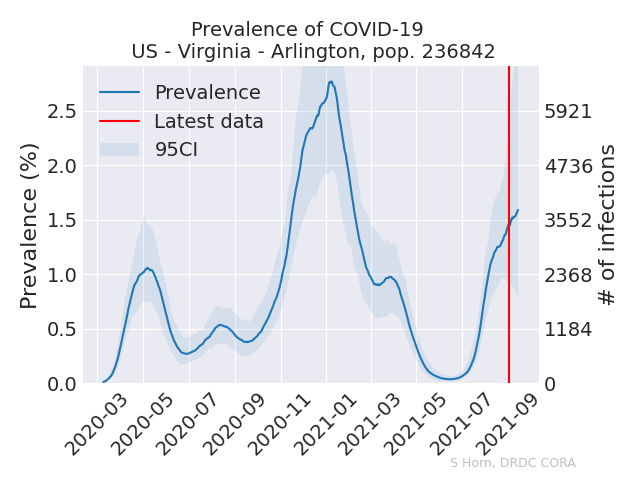 Prevalence of COVID-19
US - Virginia - Arlington, pop. 236842
Prevalence
Latest data
95CI
Prevalence (%)
2.5
2.0
1.5
1.0
0.5
0.0
5921
4736
3552
2368
1184
0
# of infections
2020-03
2020-05
2020-07
2020-09
2020-11
2021-01
2021-03
2021-05
2021-07
2021-09
S Horn, DRDC CORA